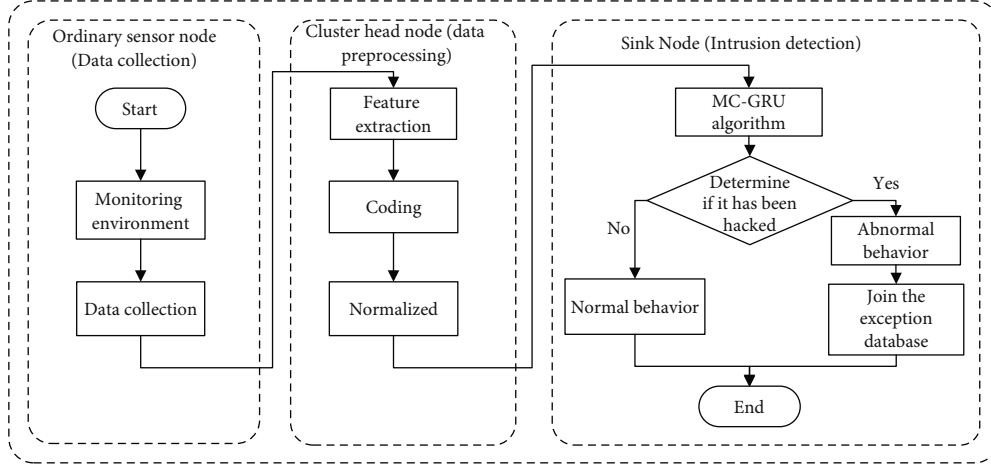 Ordinary sensor node
(Data collection)
Start
Monitoring
environment
Data collection
Cluster head node (data
preprocessing)
Feature
extraction
Coding
Normalized
Sink Node (Intrusion detection)
MC-GRU
algorithm
Determine
if it has been
hacked
No
Yes
Normal behavior
Abnormal
behavior
Join the
exception
database
End